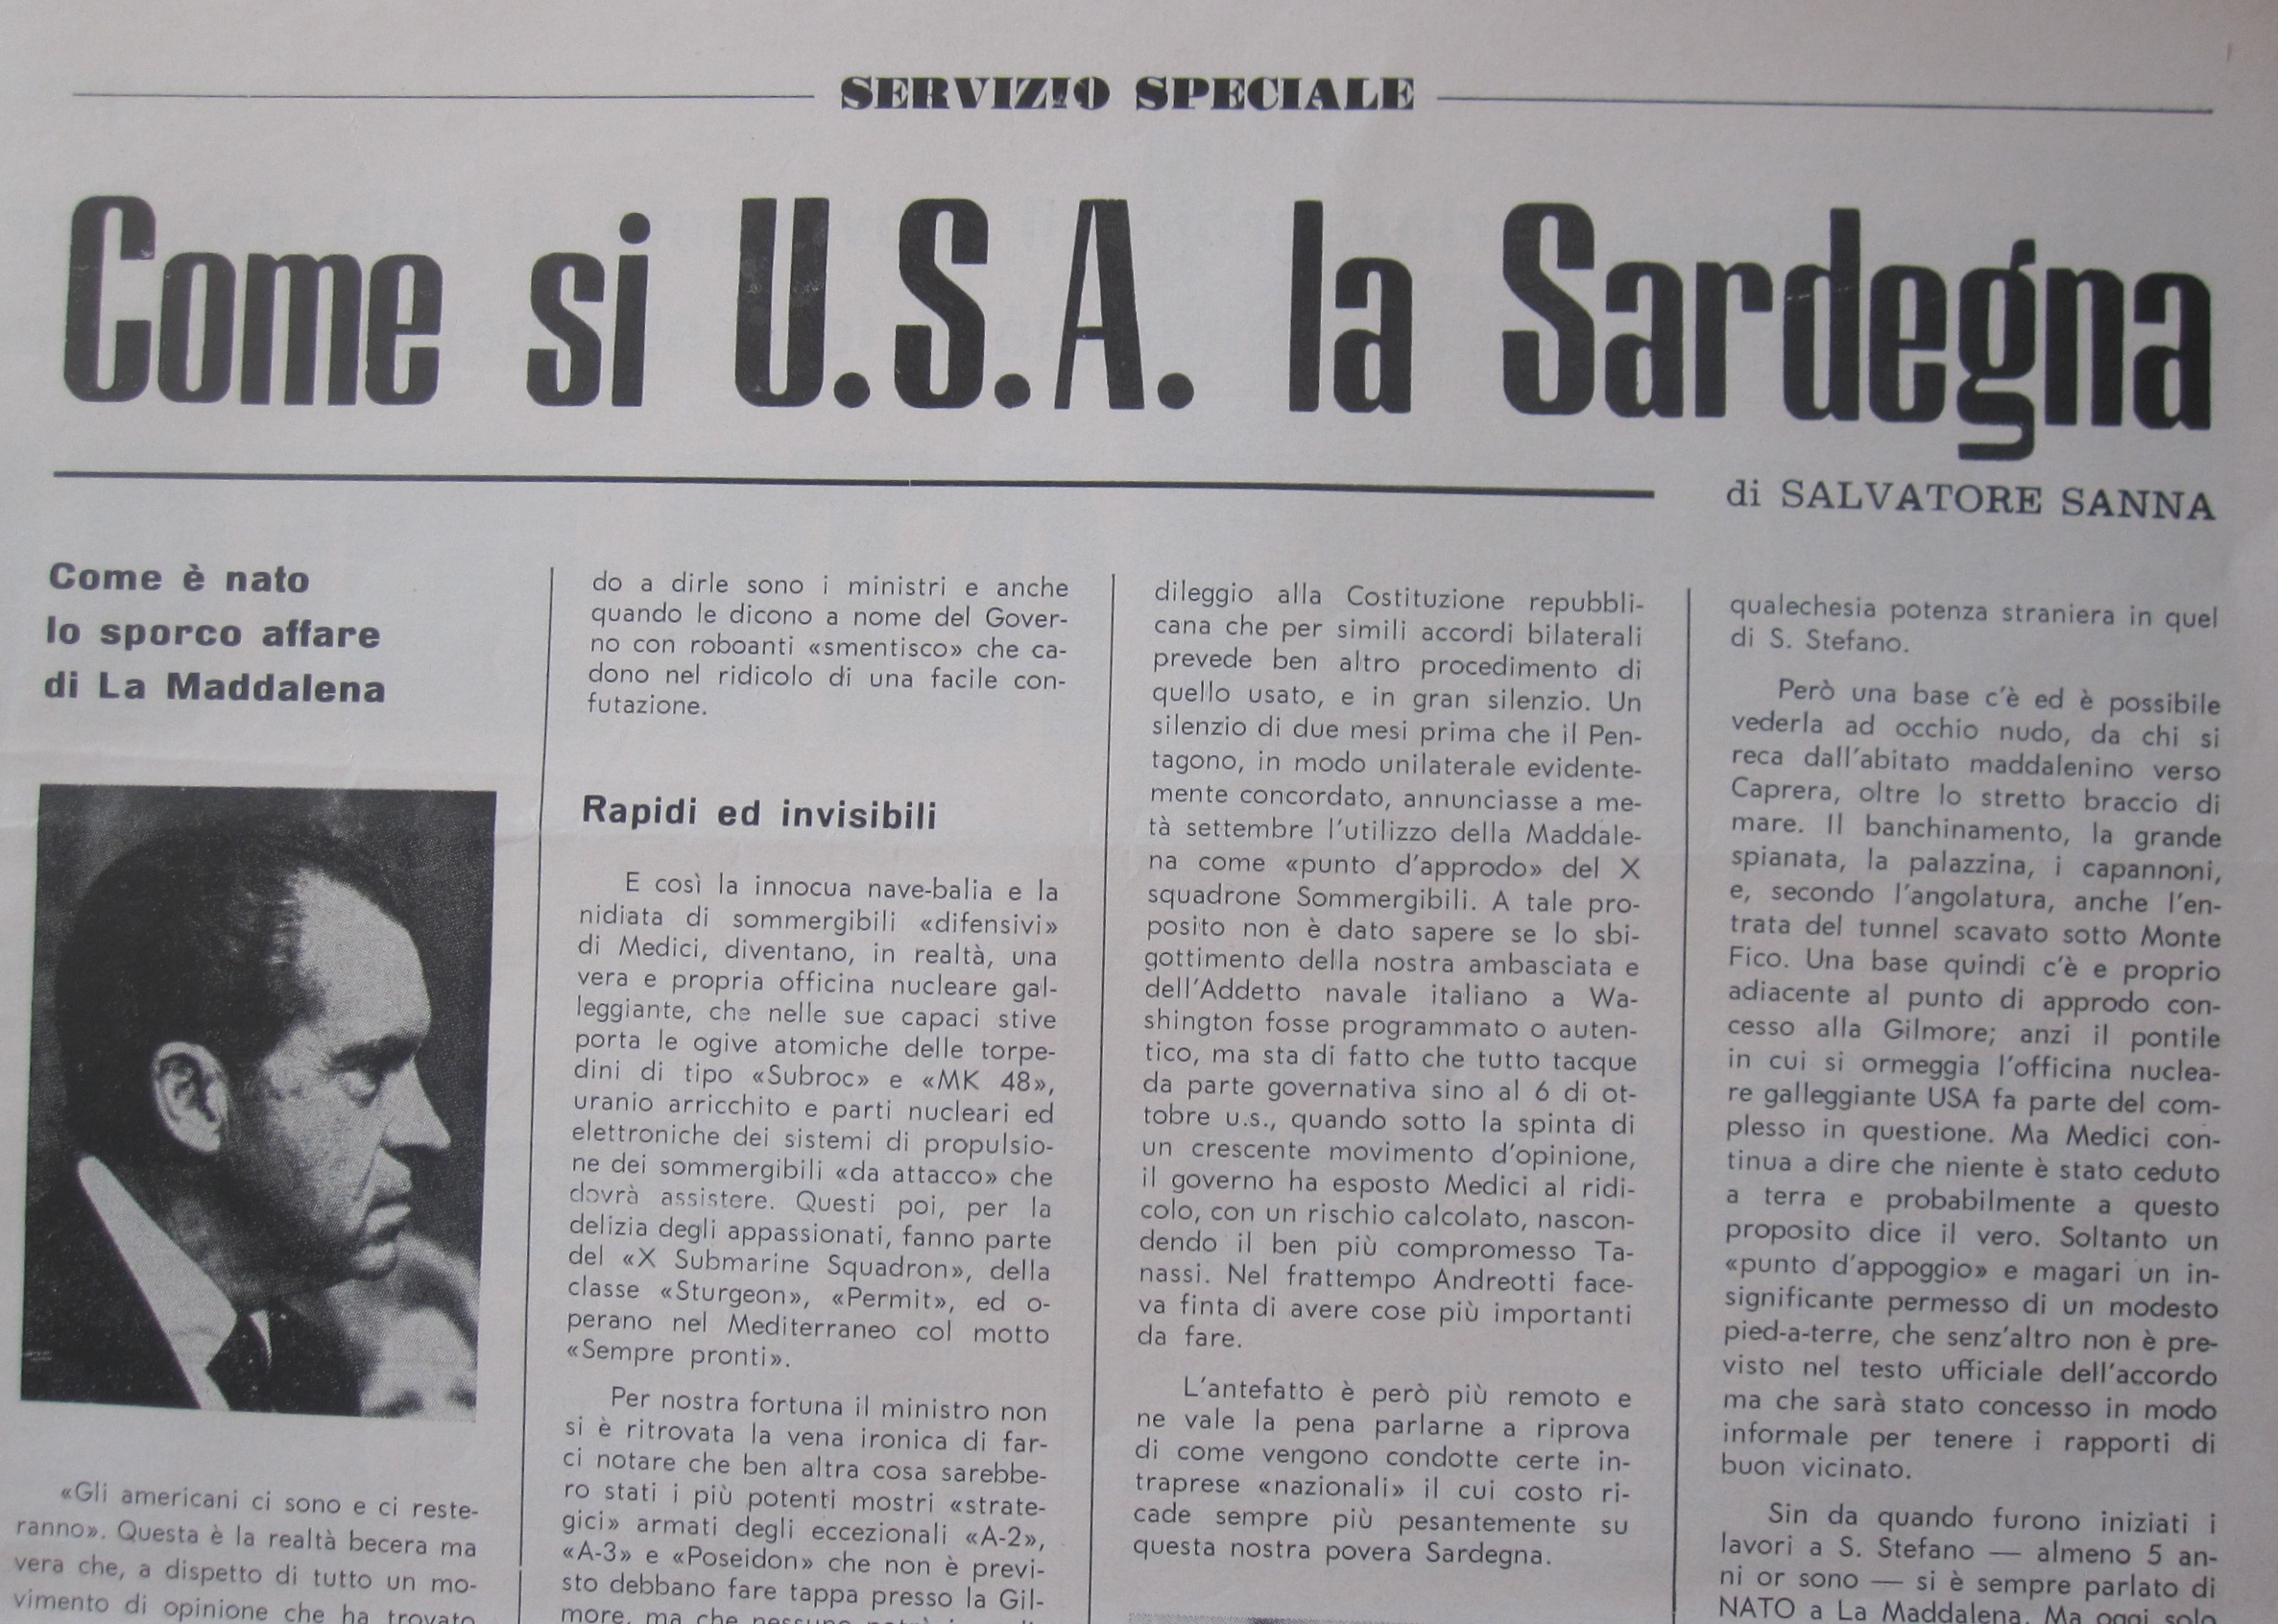 SERVIZIO SPECIALE
Come si U.S.A. la Sardegna
di SALVATORE SANNA
Come è nato
lo sporco affare
di La Maddalena
«Gli americani ci sono e ci reste-
ranno». Questa è la realtà becera ma
vera che, a dispetto di tutto un mo-
vimento di opinione che ha trovato
do a dirle sono i ministri e anche
quando le dicono a nome del Gover-
no con roboanti «smentisco» che ca-
dono nel ridicolo di una facile con-
futazione.
Rapidi ed invisibili
E così la innocua nave-balia e la
nidiata di sommergibili «difensivi»
di Medici, diventano, in realtà, una
vera e propria officina nucleare gal-
leggiante, che nelle sue capaci stive
porta le ogive atomiche delle torpe-
dini di tipo «Subroc» e «MK 48»,
uranio arricchito e parti nucleari ed
elettroniche dei sistemi di propulsio-
ne dei sommergibili «da attacco» che
dovrà assistere. Questi poi, per la
delizia degli appassionati, fanno parte
del «X Submarine Squadron», della
classe «Sturgeon», «Permit», ed o-
perano nel Mediterraneo col motto
«Sempre pronti».
Per nostra fortuna il ministro non
si è ritrovata la vena ironica di far-
ci notare che ben altra cosa sarebbe-
ro stati i più potenti mostri «strate-
gici» armati degli eccezionali «A-2»,
«A-3» e «Poseidon» che non è previ-
sto debbano fare tappa presso la Gil-
more, ma che
dileggio alla Costituzione repubbli-
cana che per simili accordi bilaterali
prevede ben altro procedimento di
quello usato, e in gran silenzio. Un
silenzio di due mesi prima che il Pen-
tagono, in modo unilaterale evidente-
mente concordato, annunciasse a me-
tà settembre l'utilizzo della Maddale-
na come «punto d'approdo» del X
squadrone Sommergibili. A tale pro-
posito non è dato sapere se lo sbi-
gottimento della nostra ambasciata e
dell'Addetto navale italiano a Wa-
shington fosse programmato o auten-
tico, ma sta di fatto che tutto tacque
da parte governativa sino al 6 di ot-
tobre u.s., quando sotto la spinta di
un crescente movimento d'opinione,
il governo ha esposto Medici al ridi-
colo, con un rischio calcolato, nascon-
dendo il ben più compromesso Ta-
nassi. Nel frattempo Andreotti face-
va finta di avere cose più importanti
da fare.
L'antefatto è però più remoto e
ne vale la pena parlarne a riprova
di come vengono condotte certe in-
traprese «nazionali» il cui costo ri-
cade sempre più pesantemente su
questa nostra povera Sardegna.
qualechesia potenza straniera in quel
di S. Stefano.
Però una base c'è ed è possibile
vederla ad occhio nudo, da chi si
reca dall'abitato maddalenino verso
Caprera, oltre lo stretto braccio di
mare. Il banchinamento, la grande
spianata, la palazzina, i capannoni,
e, secondo l'angolatura, anche l'en-
trata del tunnel scavato sotto Monte
Fico. Una base quindi c'è e proprio
adiacente al punto di approdo con-
cesso alla Gilmore; anzi il pontile
in cui si ormeggia l'officina nuclea-
re galleggiante USA fa parte del com-
plesso in questione. Ma Medici con-
tinua a dire che niente è stato ceduto
a terra e probabilmente a questo
proposito dice il vero. Soltanto un
«punto d'appoggio» e magari un in-
significante permesso di un modesto
pied-a-terre, che senz'altro non è pre-
visto nel testo ufficiale dell'accordo
ma che sarà stato concesso in modo
informale per tenere i rapporti di
buon vicinato.
Sin da quando furono iniziati i
lavori a S. Stefano — almeno 5 an-
ni or sono — si è sempre parlato di
NATO a La Maddalena. Ma oggi solo